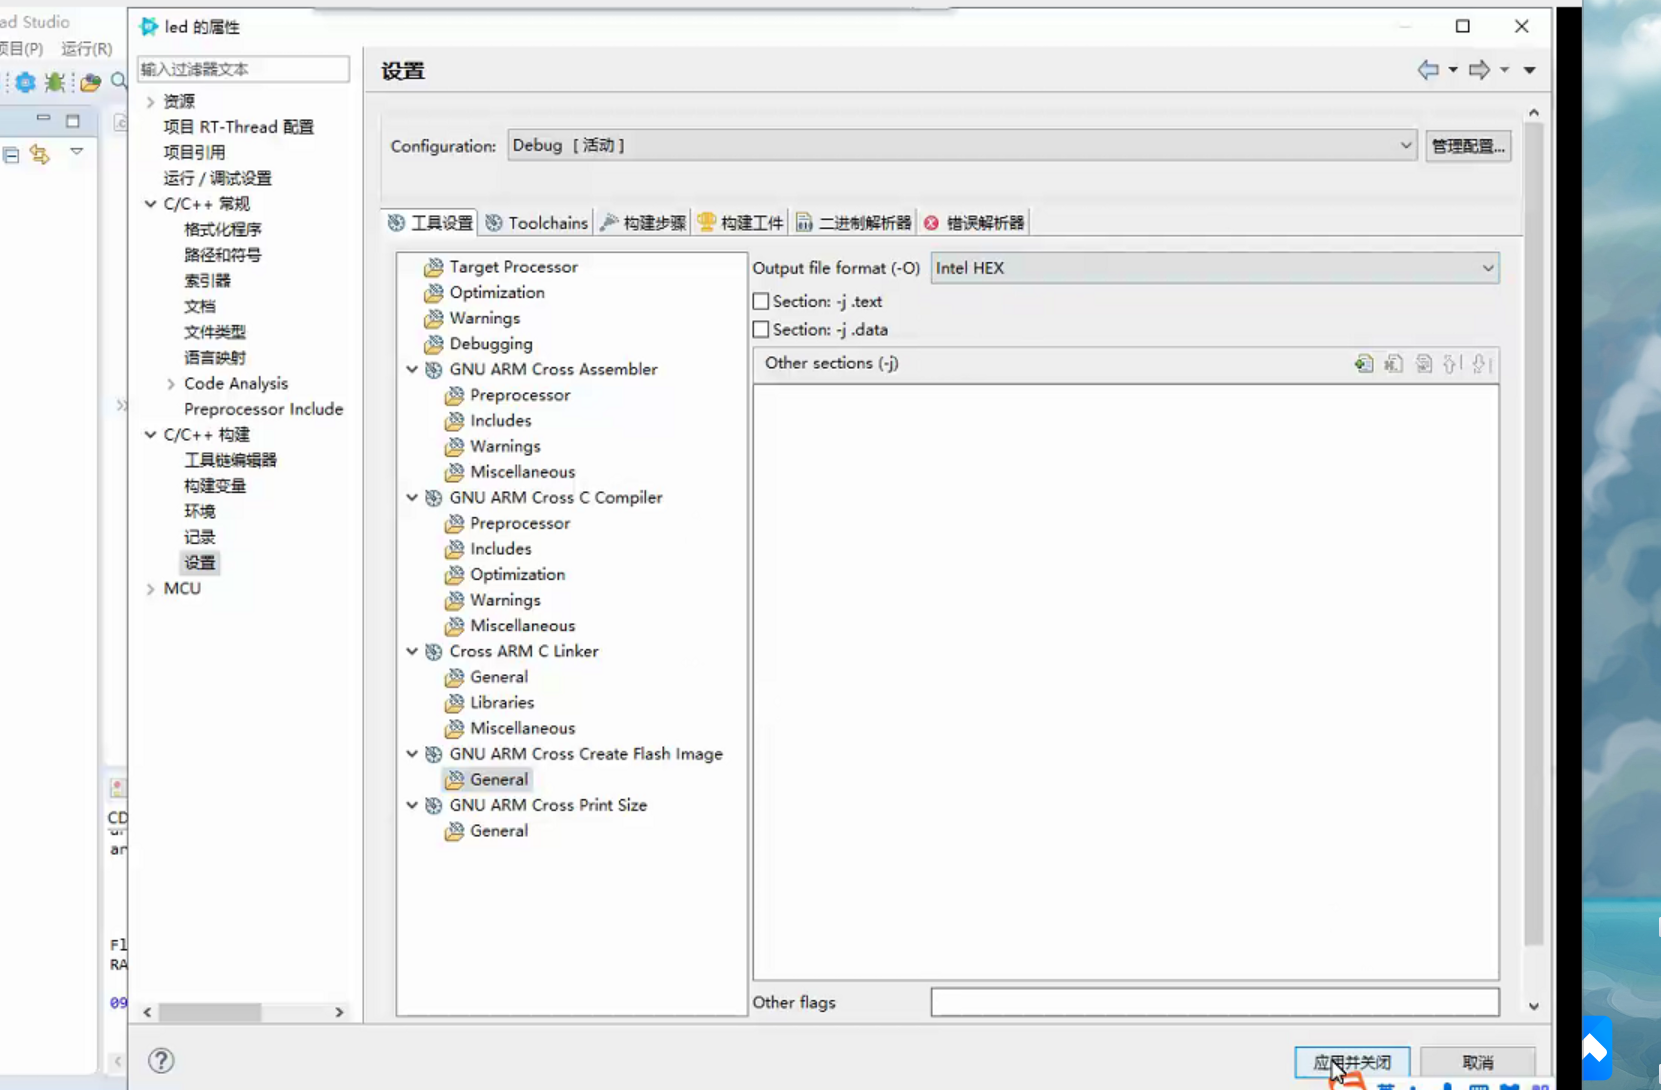 ad Studio
项目(P) 运行(R)
led 的属性
输入过滤器文本
资源
项目 RT-Thread 配置
项目引用
运行 / 调试设置
C/C++ 常规
格式化程序
路径和符号
索引器
文档
文件类型
语言映射
Code Analysis
Preprocessor Include
C/C++ 构建
工具链编辑器
构建变量
环境
记录
设置
MCU
设置
Configuration: Debug [ 活动 ] 管理配置...
工具设置 Toolchains 构建步骤 构建工件 二进制解析器 错误解析器
Target Processor
Optimization
Warnings
Debugging
GNU ARM Cross Assembler
Preprocessor
Includes
Warnings
Miscellaneous
GNU ARM Cross C Compiler
Preprocessor
Includes
Optimization
Warnings
Miscellaneous
Cross ARM C Linker
General
Libraries
Miscellaneous
GNU ARM Cross Create Flash Image
General
GNU ARM Cross Print Size
General
Output file format (-O) Intel HEX
Section: -j .text
Section: -j .data
Other sections (-j)
Other flags
CD
ar
Fl
RA
09
应用并关闭 取消